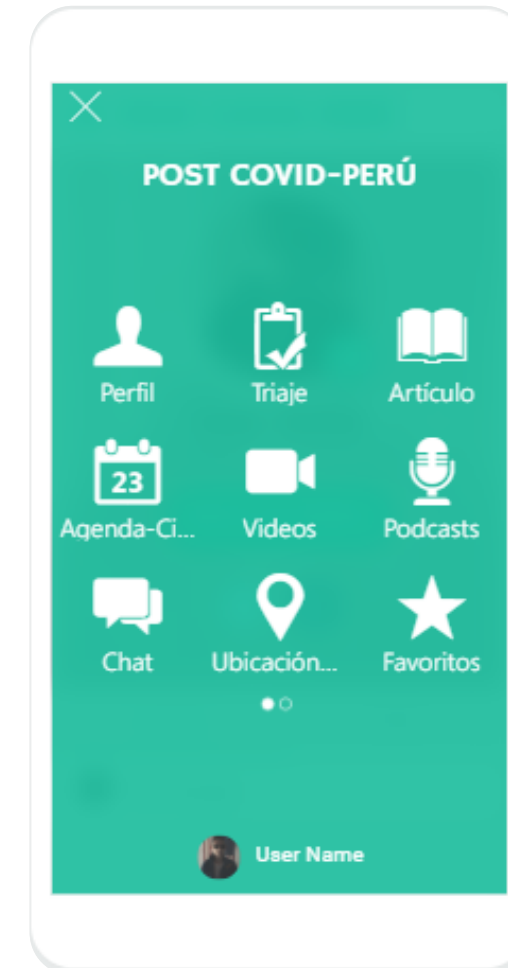 POST COVID-PERÚ
Perfil Triaje Artículo
23
Agenda-Ci... Videos Podcasts
Chat Ubicación... Favoritos
User Name